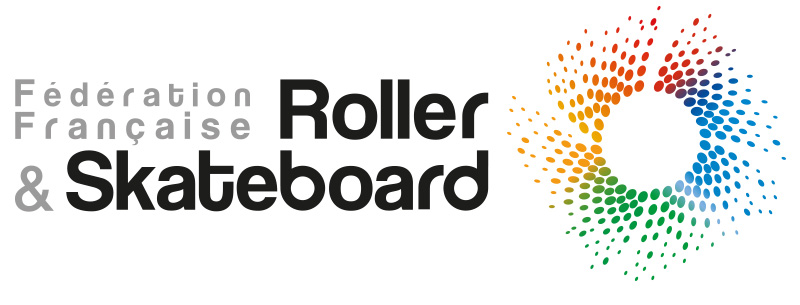 Fédération
Française Roller
& Skateboard